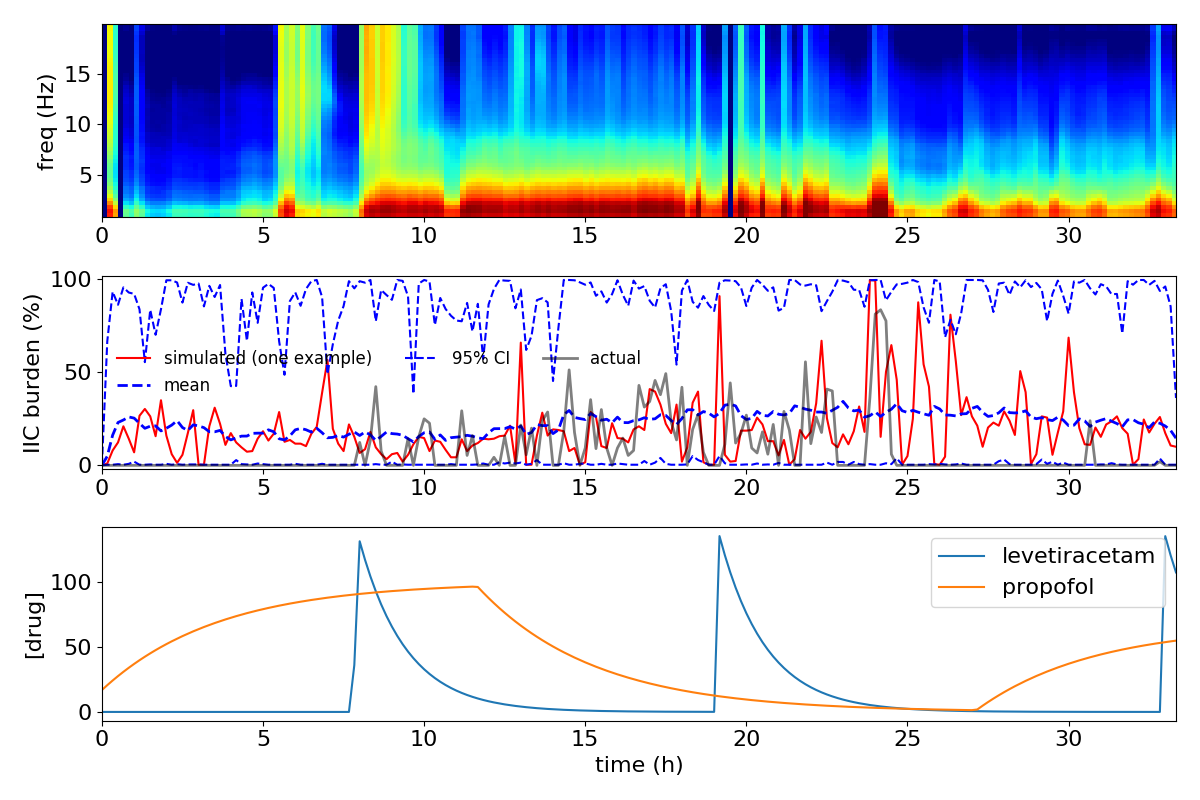 freq (Hz)
15
10
5
0 5 10 15 20 25 30
IIC burden (%)
100
50
0
simulated (one example) 95% CI actual
mean
0 5 10 15 20 25 30
[drug]
100
50
0
levetiracetam
propofol
0 5 10 15 20 25 30
time (h)